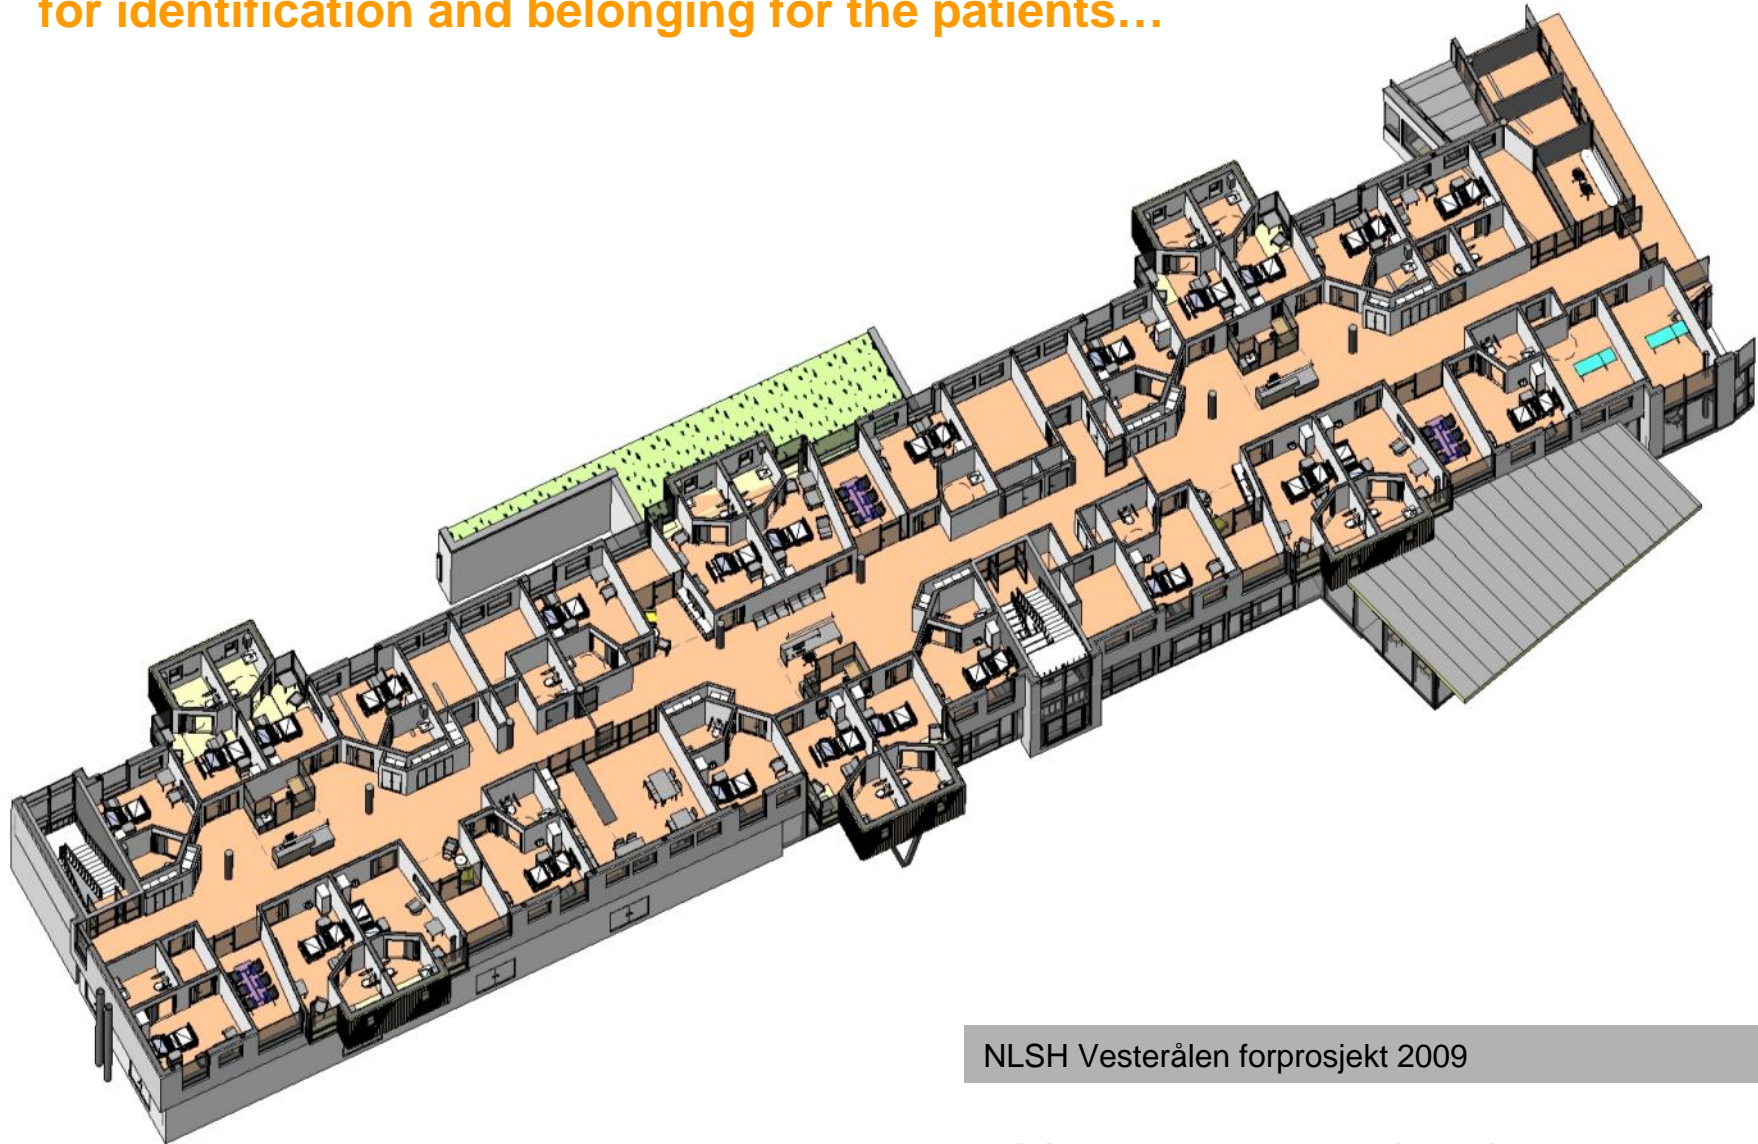 for identification and belonging for the patients…
NLSH Vesterålen forprosjekt 2009